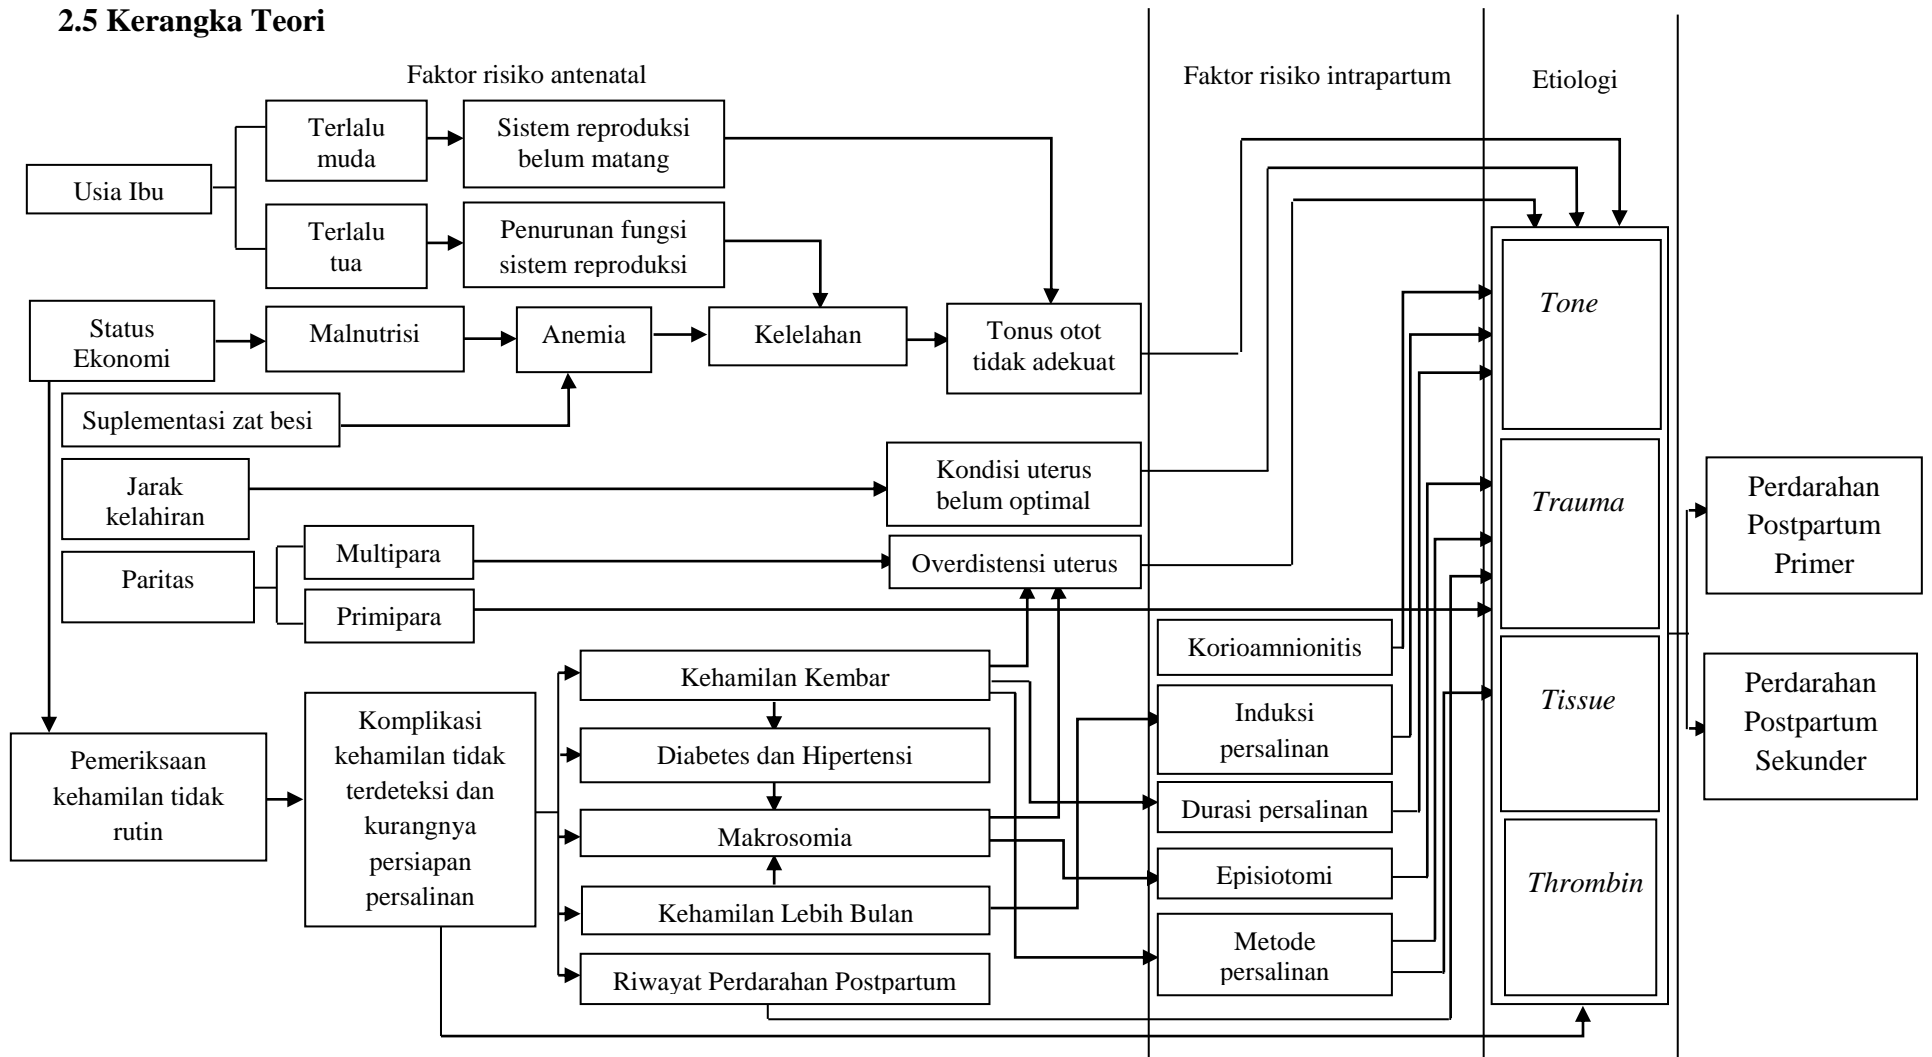 2.5 Kerangka Teori
Faktor risiko antenatal
Faktor risiko intrapartum
Etiologi
Usia Ibu
Terlalu
muda
Sistem reproduksi
belum matang
Terlalu
tua
Penurunan fungsi
sistem reproduksi
Status
Ekonomi
Malnutrisi
Anemia
Kelelahan
Tonus otot
tidak adekuat
Suplementasi zat besi
Jarak
kelahiran
Kondisi uterus
belum optimal
Paritas
Multipara
Primipara
Overdistensi uterus
Pemeriksaan
kehamilan tidak
rutin
Komplikasi
kehamilan tidak
terdeteksi dan
kurangnya
persiapan
persalinan
Kehamilan Kembar
Diabetes dan Hipertensi
Makrosomia
Kehamilan Lebih Bulan
Riwayat Perdarahan Postpartum
Korioamnionitis
Induksi
persalinan
Durasi persalinan
Episiotomi
Metode
persalinan
Tone
Trauma
Tissue
Thrombin
Perdarahan
Postpartum
Primer
Perdarahan
Postpartum
Sekunder